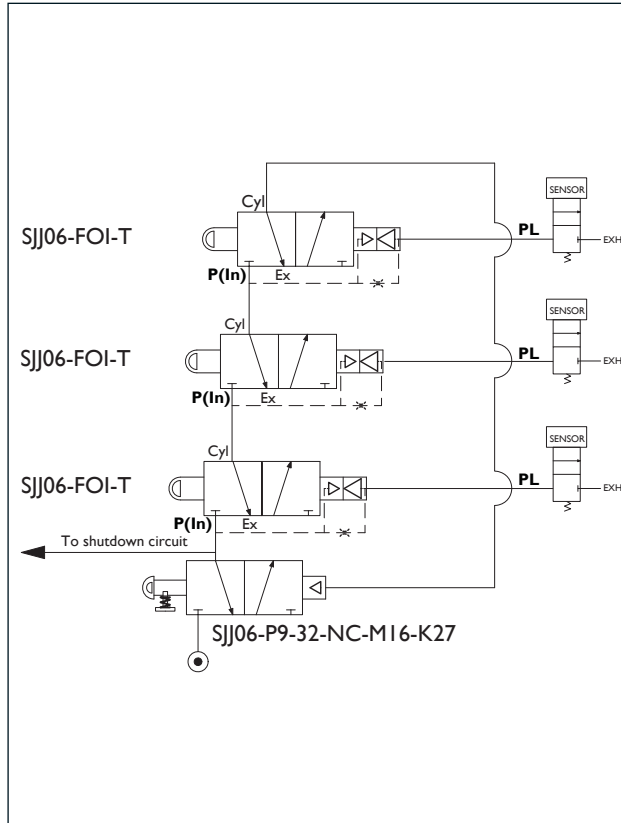 SENSOR
Cyl
SJJ06-FOI-T
PL
EXH
P(In)
Ex
SENSOR
Cyl
SJJ06-FOI-T
PL
EXH
P(In)
Ex
SENSOR
Cyl
SJJ06-FOI-T
PL
EXH
P(In)
Ex
To shutdown circuit
SJJ06-P9-32-NC-M16-K27